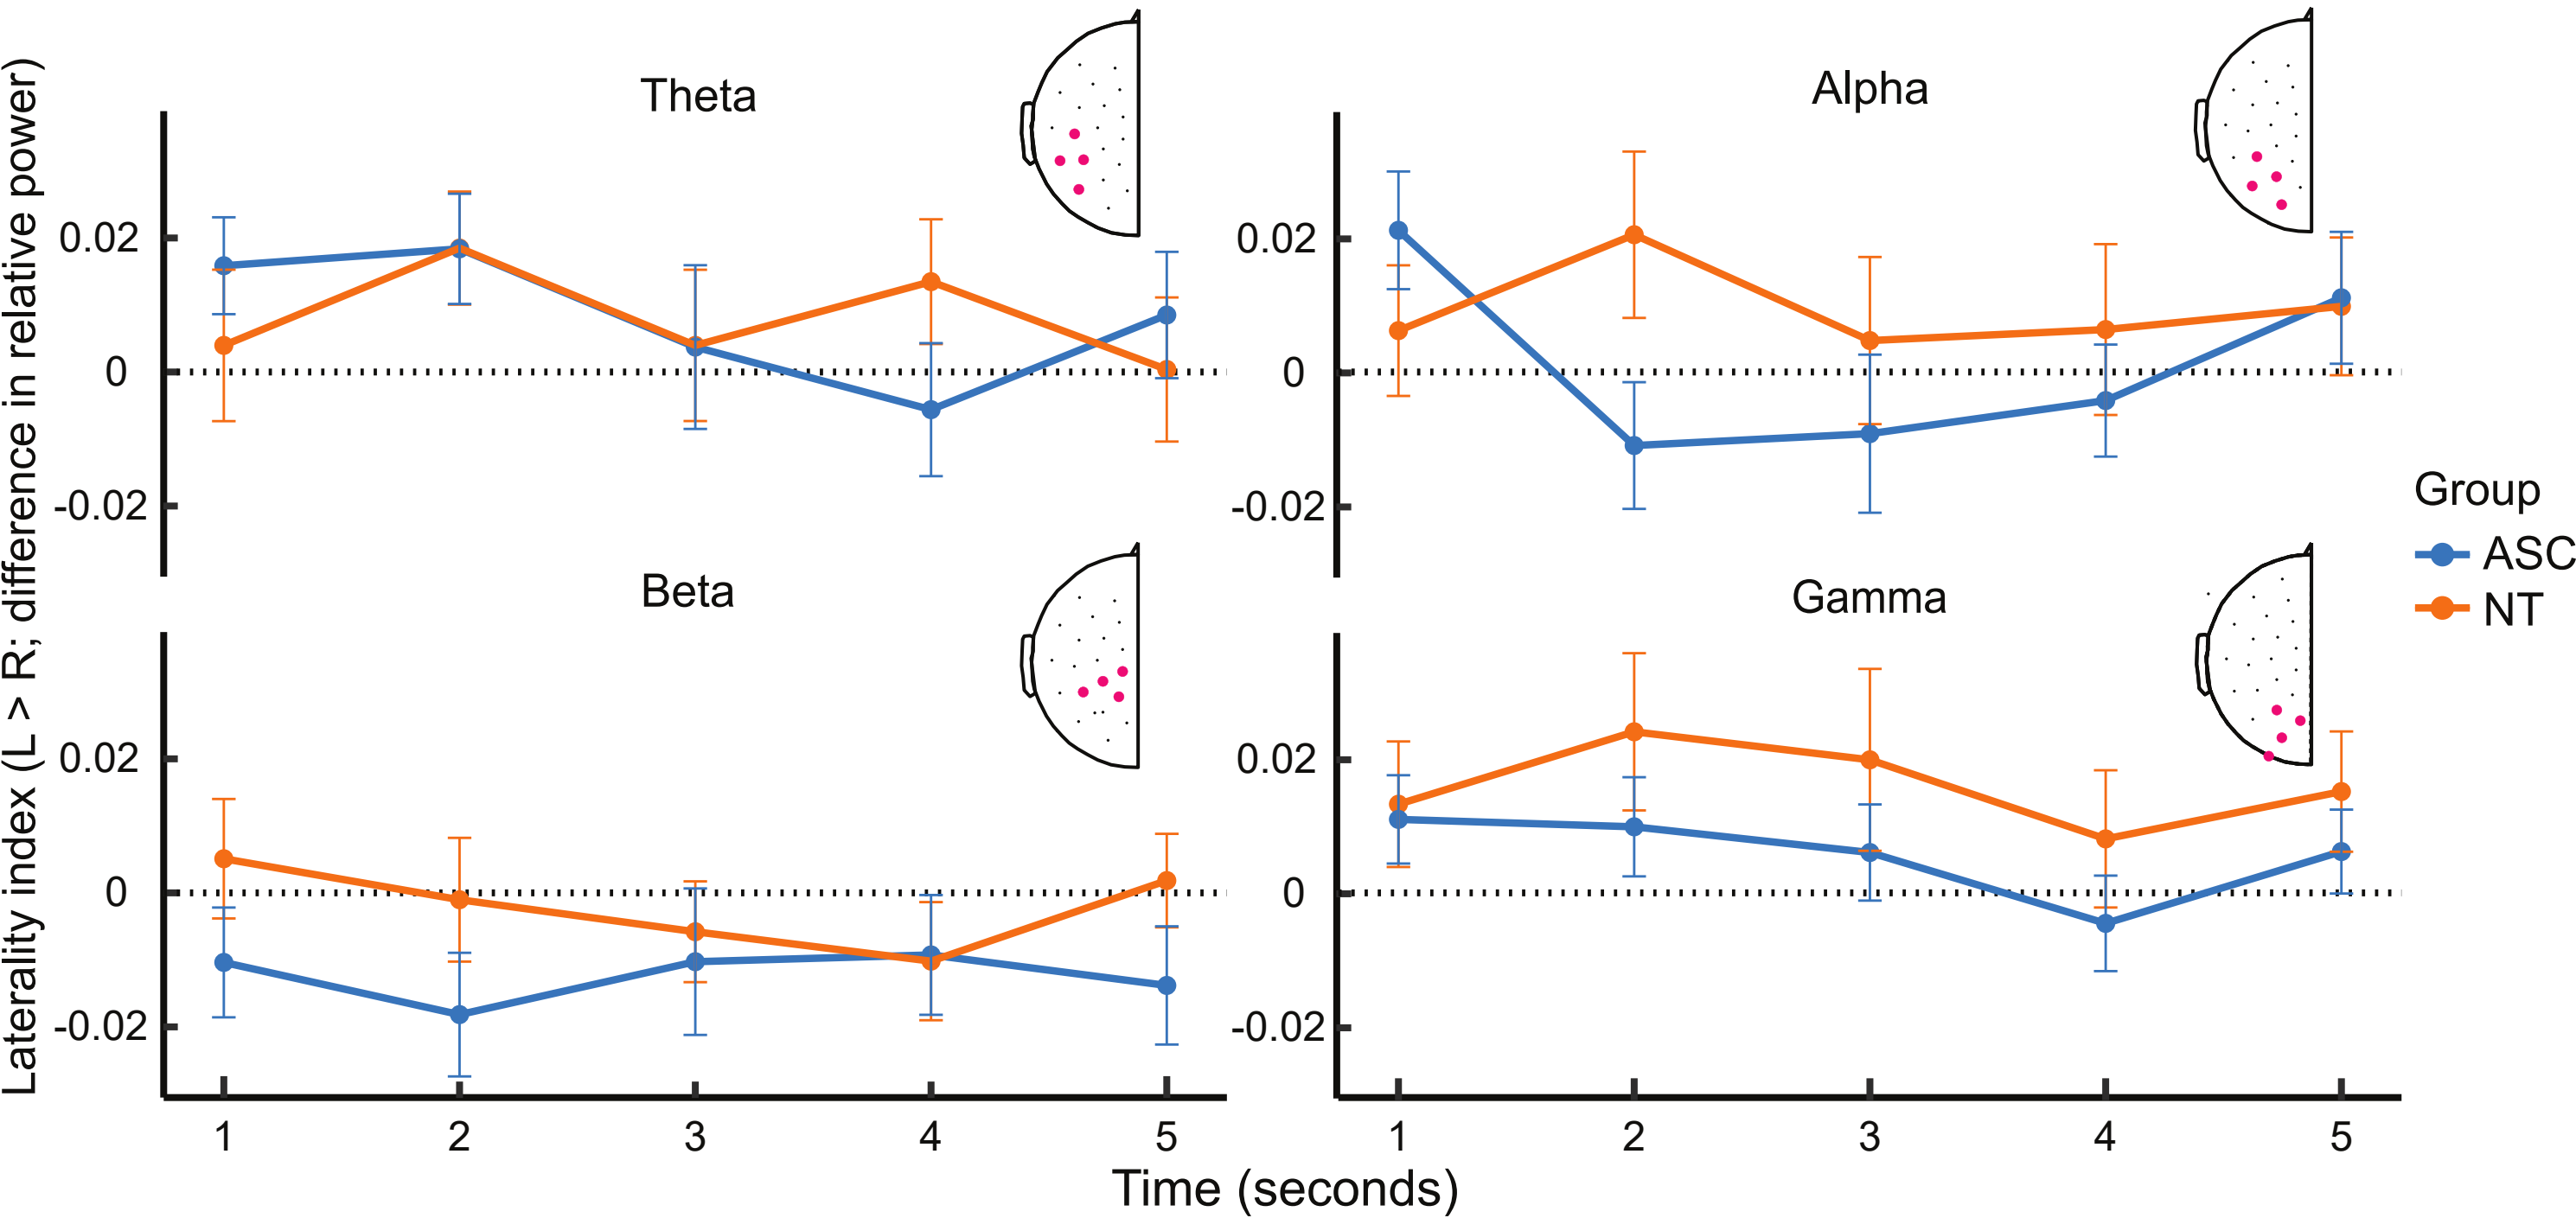 Laterality index (L > R; difference in relative power)
Theta
0.02
0
-0.02
Alpha
0.02
0
-0.02
Beta
0.02
0
-0.02
1 2 3 4 5
Gamma
0.02
0
-0.02
1 2 3 4 5
Time (seconds)
Group
ASC
NT